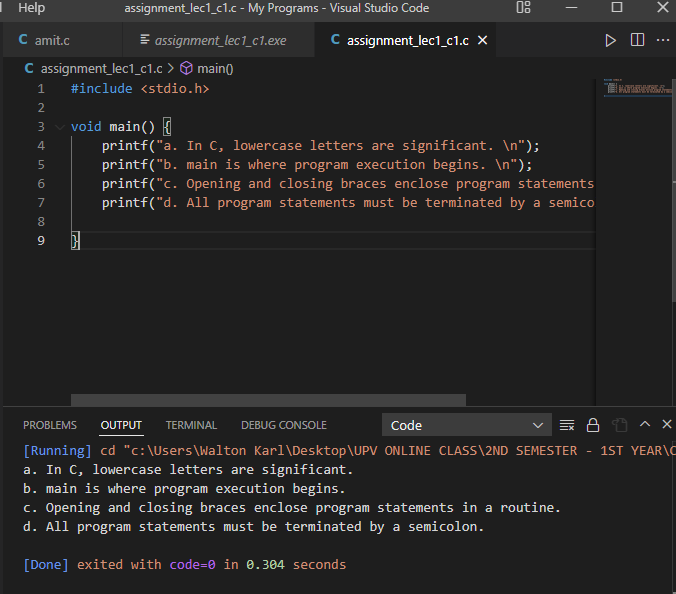 Help assignment_lec1_c1.c - My Programs - Visual Studio Code
C amit.c assignment_lec1_c1.exe C assignment_lec1_c1.c
C assignment_lec1_c1.c > main()
1 #include <stdio.h>
2
3 void main() {
4 printf("a. In C, lowercase letters are significant. \n");
5 printf("b. main is where program execution begins. \n");
6 printf("c. Opening and closing braces enclose program statements
7 printf("d. All program statements must be terminated by a semico
8
9 }
PROBLEMS OUTPUT TERMINAL DEBUG CONSOLE Code
[Running] cd "c:\Users\Walton Karl\Desktop\UPV ONLINE CLASS\2ND SEMESTER - 1ST YEAR\C
a. In C, lowercase letters are significant.
b. main is where program execution begins.
c. Opening and closing braces enclose program statements in a routine.
d. All program statements must be terminated by a semicolon.
[Done] exited with code=0 in 0.304 seconds